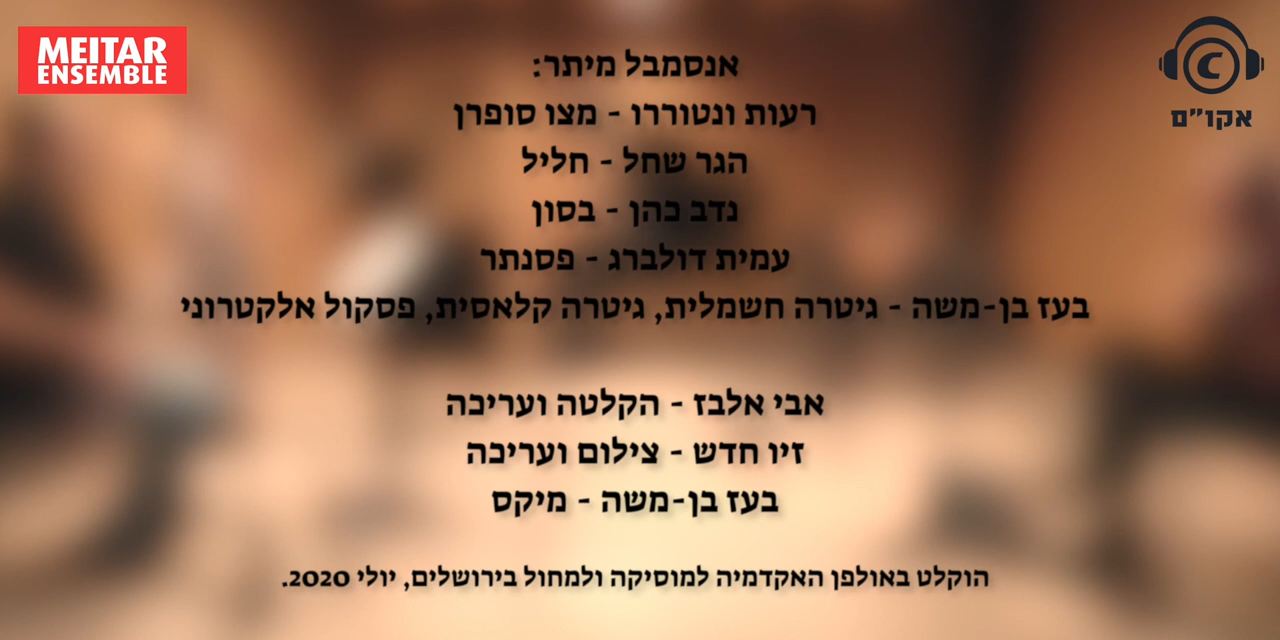 MEITAR
ENSEMBLE
אקו"ם
אנסמבל מיתר:
רעות ונטוררו - מצו סופרן
הגר שחל - חליל
נדב כהן - בסון
עמית דולברג - פסנתר
בעז בן-משה - גיטרה חשמלית, גיטרה קלאסית, פסקול אלקטרוני
אבי אלבז - הקלטה ועריכה
זיו חדש - צילום ועריכה
בעז בן-משה - מיקס
הוקלט באולפן האקדמיה למוסיקה ולמחול בירושלים, יולי 2020.